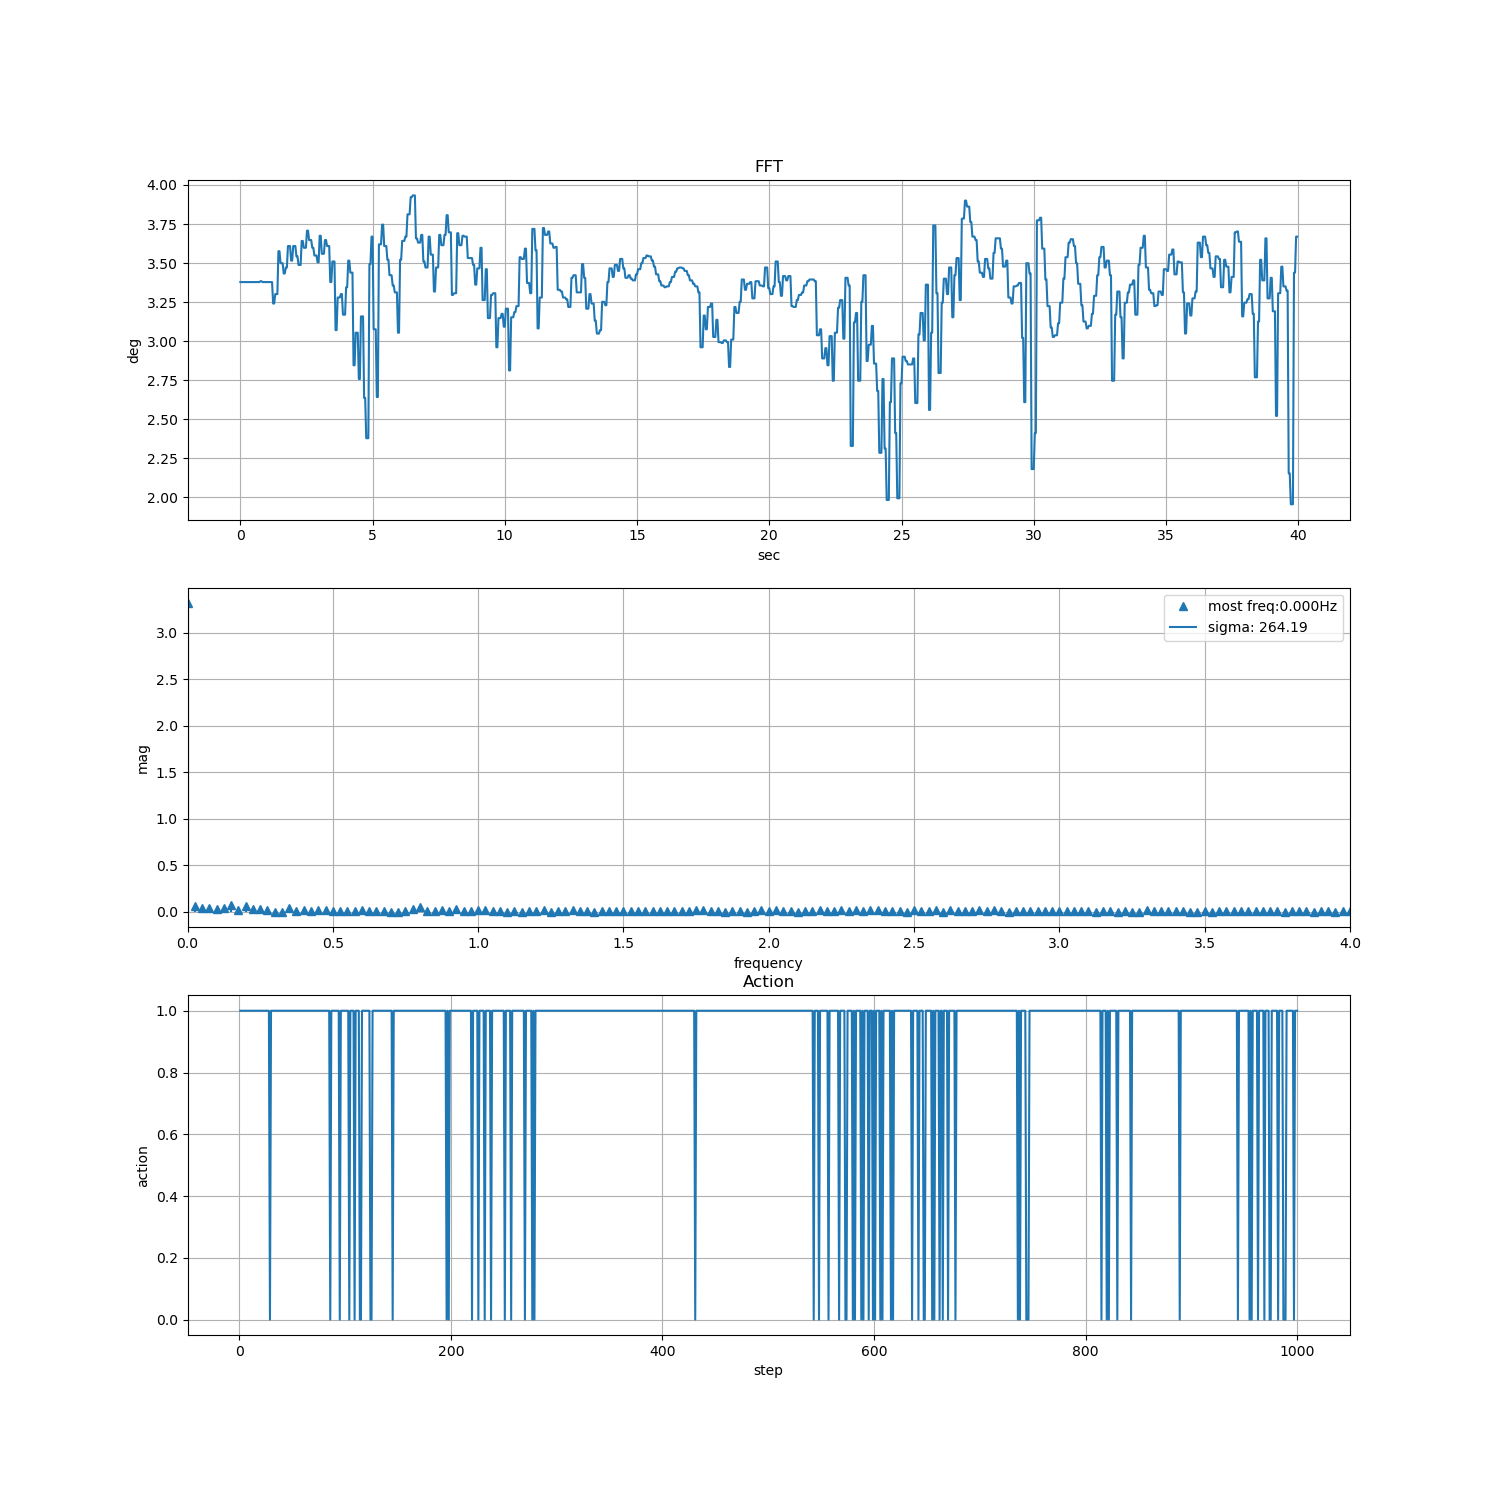 FFT
4.00
3.75
3.50
3.25
3.00
2.75
2.50
2.25
2.00
deg
0 5 10 15 20 25 30 35 40
sec
most freq:0.000Hz
sigma: 264.19
3.0
2.5
2.0
1.5
1.0
0.5
0.0
mag
0.0 0.5 1.0 1.5 2.0 2.5 3.0 3.5 4.0
frequency
Action
1.0
0.8
0.6
0.4
0.2
0.0
action
0 200 400 600 800 1000
step